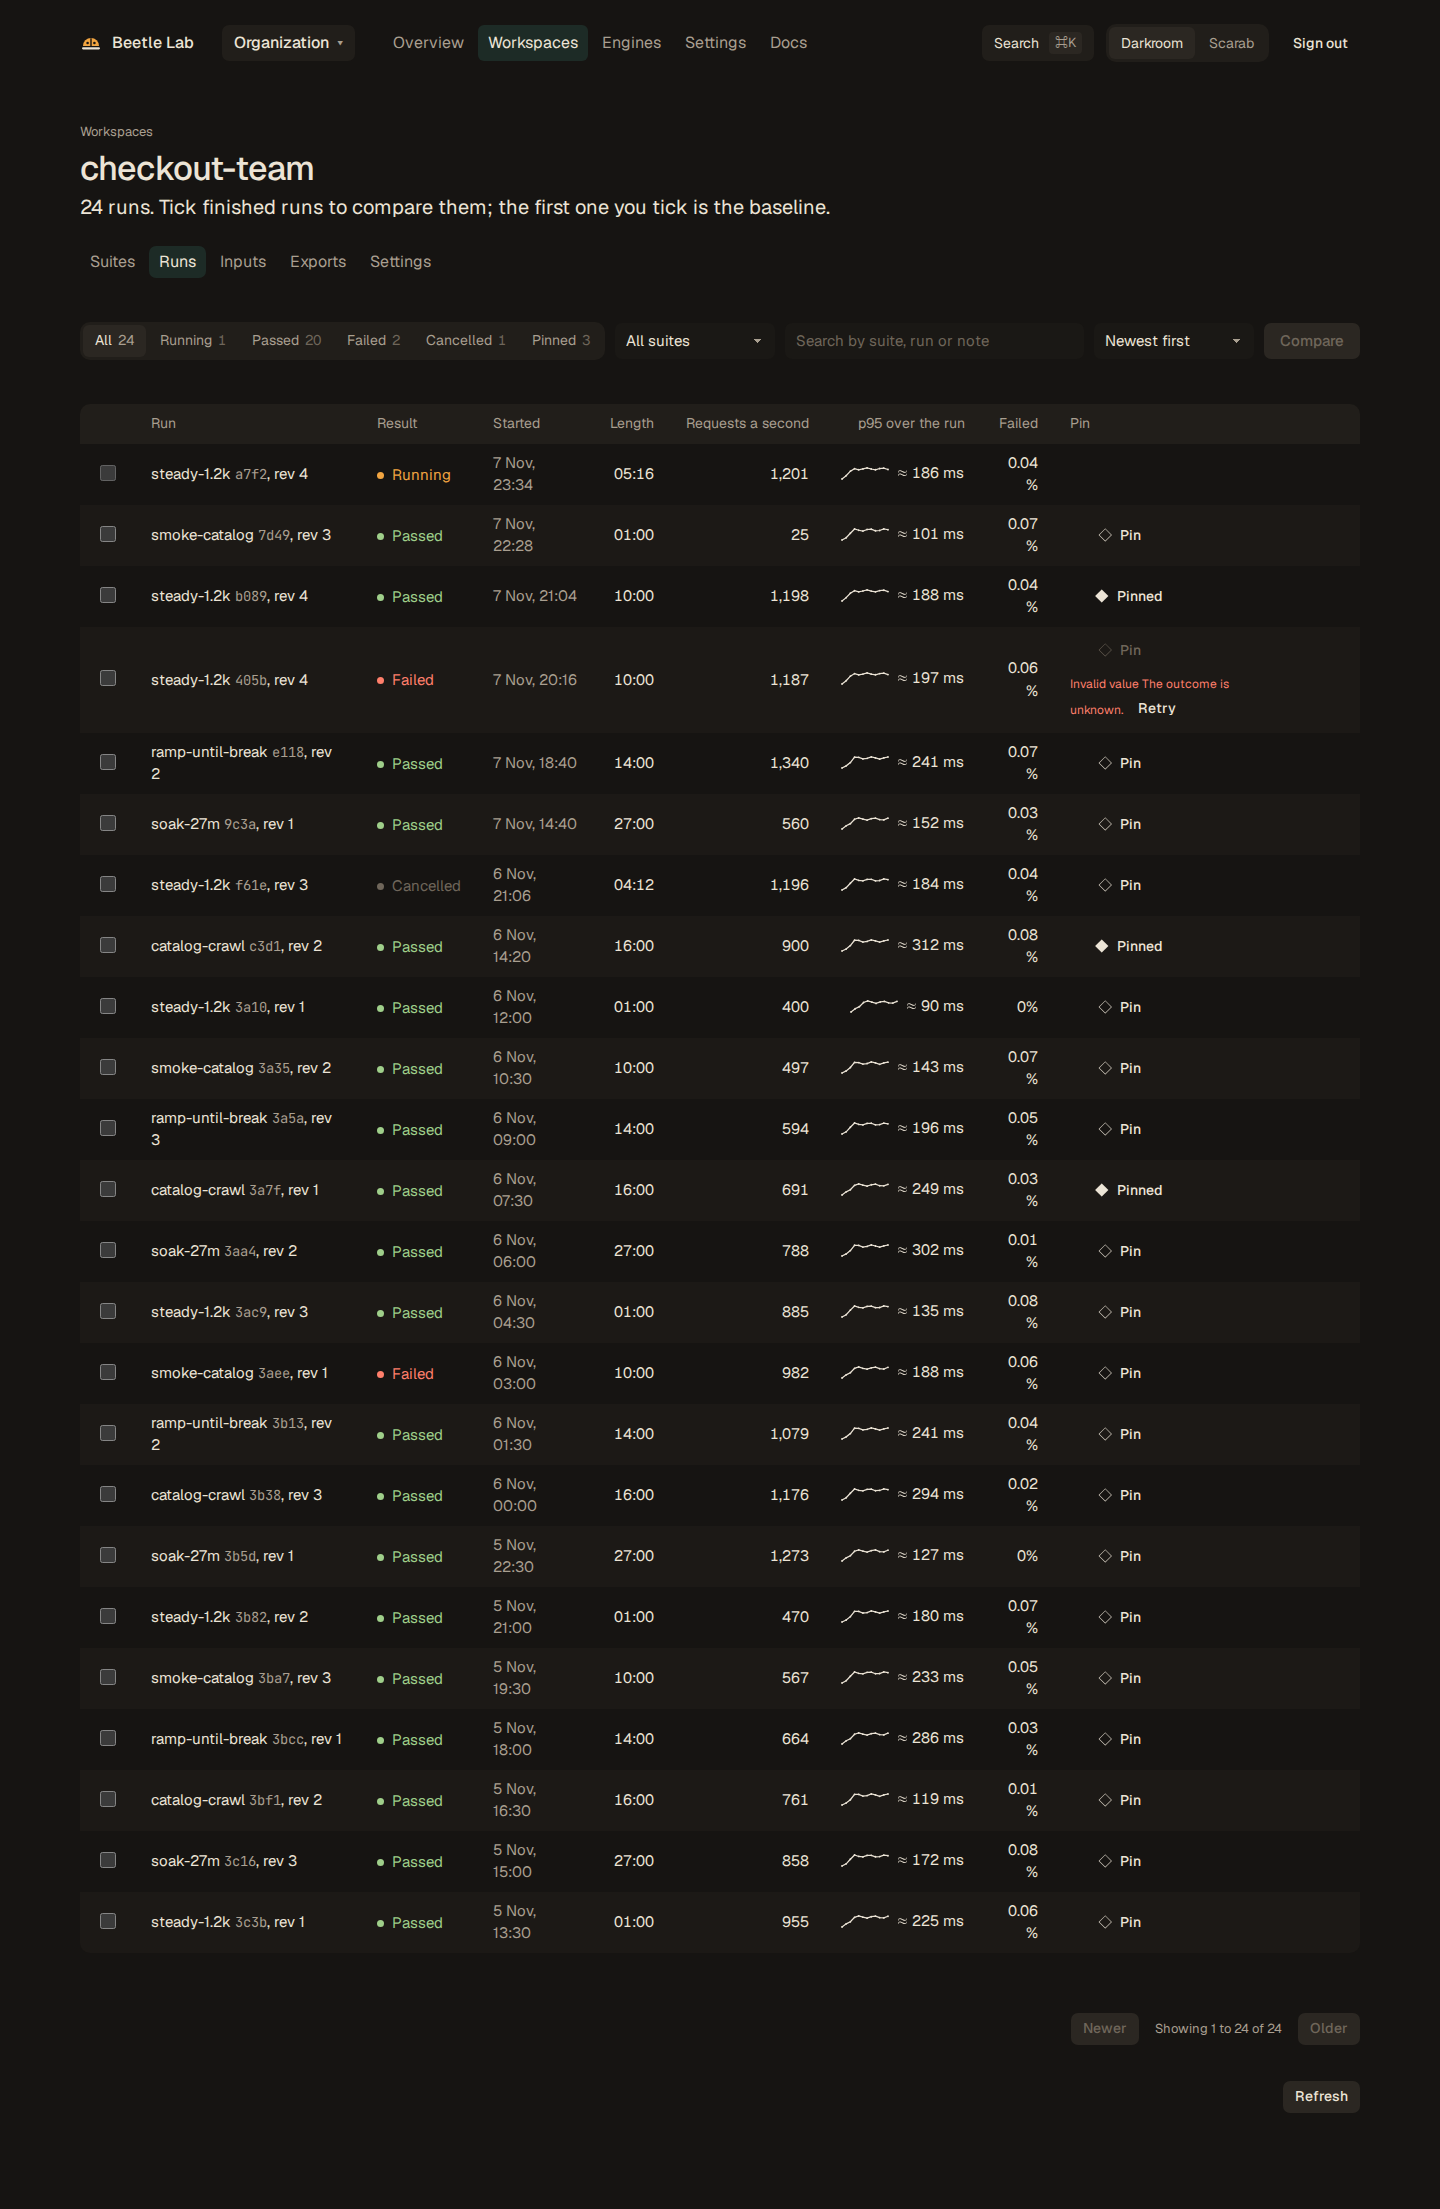 Beetle Lab Organization Overview Workspaces Engines Settings Docs Search ⌘K Darkroom Scarab Sign out
Workspaces
checkout-team
24 runs. Tick finished runs to compare them; the first one you tick is the baseline.
Suites Runs Inputs Exports Settings
All 24 Running 1 Passed 20 Failed 2 Cancelled 1 Pinned 3 All suites Search by suite, run or note Newest first Compare
Run Result Started Length Requests a second p95 over the run Failed Pin
steady-1.2k a7f2, rev 4 Running 7 Nov, 23:34 05:16 1,201 ≈ 186 ms 0.04 %
smoke-catalog 7d49, rev 3 Passed 7 Nov, 22:28 01:00 25 ≈ 101 ms 0.07 % Pin
steady-1.2k b089, rev 4 Passed 7 Nov, 21:04 10:00 1,198 ≈ 188 ms 0.04 % Pinned
steady-1.2k 405b, rev 4 Failed 7 Nov, 20:16 10:00 1,187 ≈ 197 ms 0.06 % Pin
Invalid value The outcome is
unknown. Retry
ramp-until-break e118, rev 2 Passed 7 Nov, 18:40 14:00 1,340 ≈ 241 ms 0.07 % Pin
soak-27m 9c3a, rev 1 Passed 7 Nov, 14:40 27:00 560 ≈ 152 ms 0.03 % Pin
steady-1.2k f61e, rev 3 Cancelled 6 Nov, 21:06 04:12 1,196 ≈ 184 ms 0.04 % Pin
catalog-crawl c3d1, rev 2 Passed 6 Nov, 14:20 16:00 900 ≈ 312 ms 0.08 % Pinned
steady-1.2k 3a10, rev 1 Passed 6 Nov, 12:00 01:00 400 ≈ 90 ms 0% Pin
smoke-catalog 3a35, rev 2 Passed 6 Nov, 10:30 10:00 497 ≈ 143 ms 0.07 % Pin
ramp-until-break 3a5a, rev 3 Passed 6 Nov, 09:00 14:00 594 ≈ 196 ms 0.05 % Pin
catalog-crawl 3a7f, rev 1 Passed 6 Nov, 07:30 16:00 691 ≈ 249 ms 0.03 % Pinned
soak-27m 3aa4, rev 2 Passed 6 Nov, 06:00 27:00 788 ≈ 302 ms 0.01 % Pin
steady-1.2k 3ac9, rev 3 Passed 6 Nov, 04:30 01:00 885 ≈ 135 ms 0.08 % Pin
smoke-catalog 3aee, rev 1 Failed 6 Nov, 03:00 10:00 982 ≈ 188 ms 0.06 % Pin
ramp-until-break 3b13, rev 2 Passed 6 Nov, 01:30 14:00 1,079 ≈ 241 ms 0.04 % Pin
catalog-crawl 3b38, rev 3 Passed 6 Nov, 00:00 16:00 1,176 ≈ 294 ms 0.02 % Pin
soak-27m 3b5d, rev 1 Passed 5 Nov, 22:30 27:00 1,273 ≈ 127 ms 0% Pin
steady-1.2k 3b82, rev 2 Passed 5 Nov, 21:00 01:00 470 ≈ 180 ms 0.07 % Pin
smoke-catalog 3ba7, rev 3 Passed 5 Nov, 19:30 10:00 567 ≈ 233 ms 0.05 % Pin
ramp-until-break 3bcc, rev 1 Passed 5 Nov, 18:00 14:00 664 ≈ 286 ms 0.03 % Pin
catalog-crawl 3bf1, rev 2 Passed 5 Nov, 16:30 16:00 761 ≈ 119 ms 0.01 % Pin
soak-27m 3c16, rev 3 Passed 5 Nov, 15:00 27:00 858 ≈ 172 ms 0.08 % Pin
steady-1.2k 3c3b, rev 1 Passed 5 Nov, 13:30 01:00 955 ≈ 225 ms 0.06 % Pin
Newer Showing 1 to 24 of 24 Older
Refresh